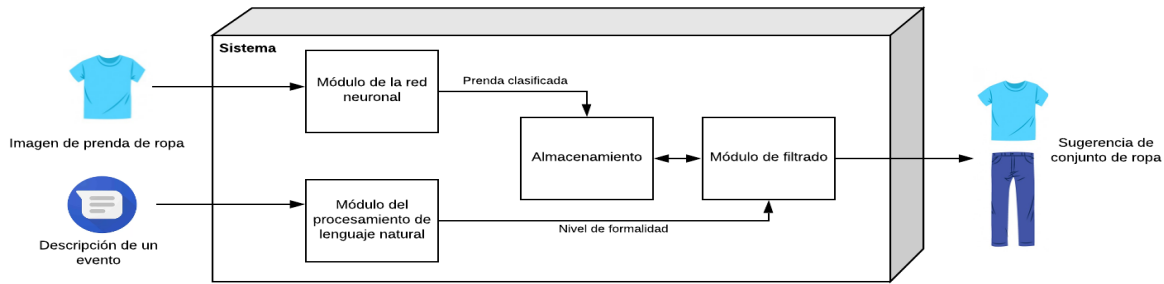 Sistema
Módulo de la red
neuronal
Prenda clasificada
Imagen de prenda de ropa
Almacenamiento
Módulo de filtrado
Sugerencia de
conjunto de ropa
Módulo del
procesamiento de
lenguaje natural
Nivel de formalidad
Descripción de un
evento